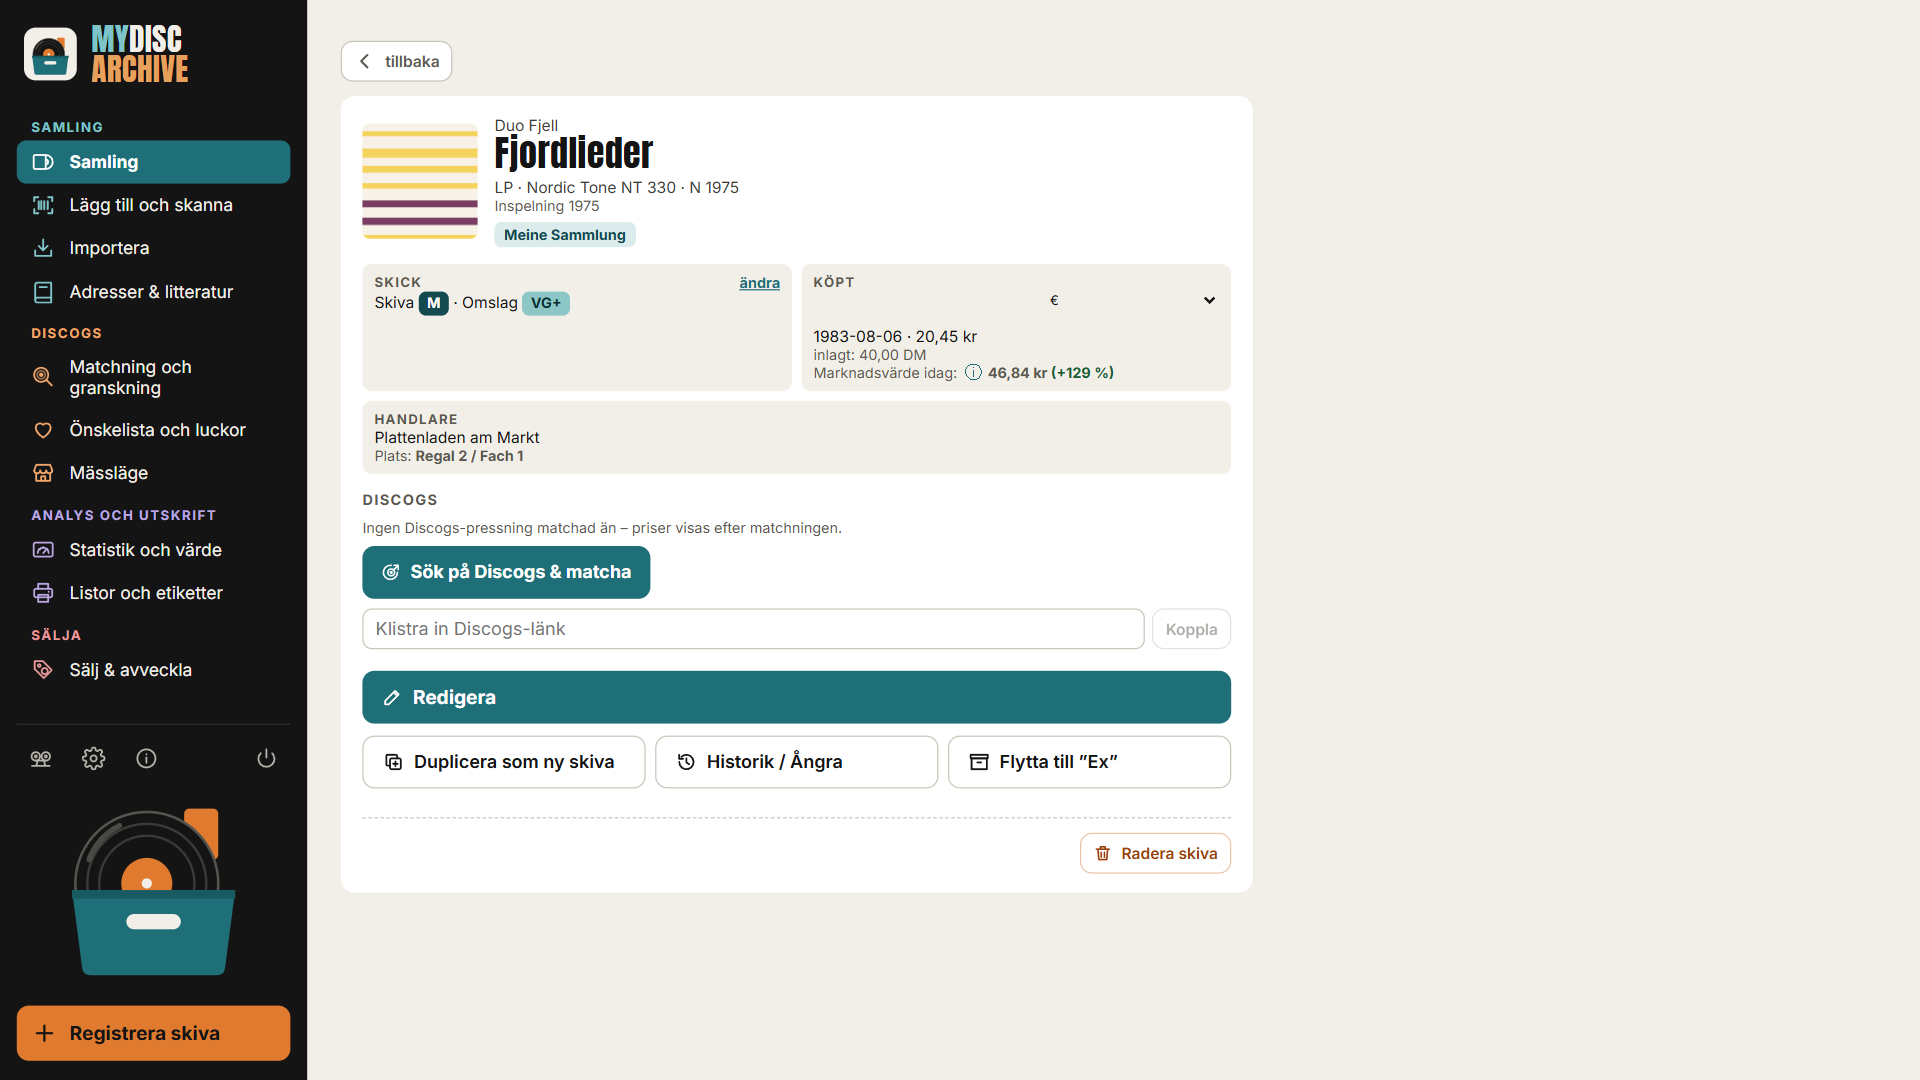 MYDISC
ARCHIVE
SAMLING
Samling
Lägg till och skanna
Importera
Adresser & litteratur
DISCOGS
Matchning och
granskning
Önskelista och luckor
Mässläge
ANALYS OCH UTSKRIFT
Statistik och värde
Listor och etiketter
SÄLJA
Sälj & avveckla
Registrera skiva
tillbaka
Duo Fjell
Fjordlieder
LP · Nordic Tone NT 330 · N 1975
Inspelning 1975
Meine Sammlung
SKICK
ändra
Skiva M · Omslag VG+
KÖPT
€
1983-08-06 · 20,45 kr
inlagt: 40,00 DM
Marknadsvärde idag: 46,84 kr (+129 %)
HANDLARE
Plattenladen am Markt
Plats: Regal 2 / Fach 1
DISCOGS
Ingen Discogs-pressning matchad än – priser visas efter matchningen.
Sök på Discogs & matcha
Klistra in Discogs-länk
Koppla
Redigera
Duplicera som ny skiva
Historik / Ångra
Flytta till ”Ex”
Radera skiva